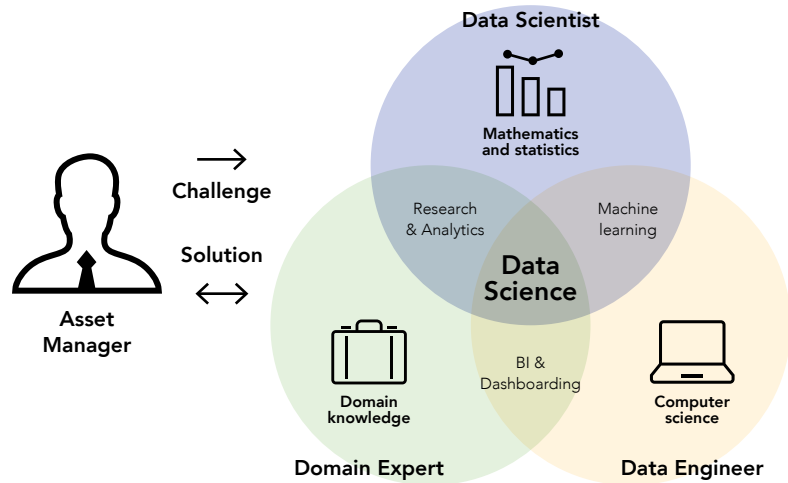 Data Scientist
Mathematics
and statistics
Challenge
Research
& Analytics
Machine
learning
Solution
Data
Science
Asset
Manager
BI &
Dashboarding
Domain
knowledge
Computer
science
Domain Expert
Data Engineer